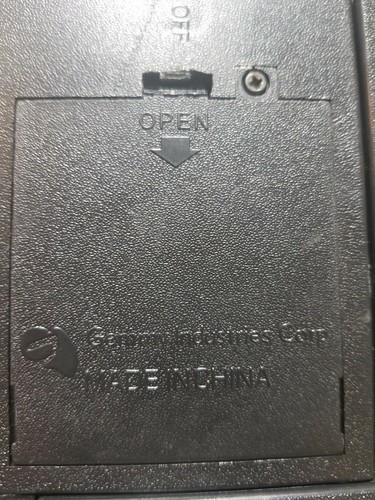 OFF
OPEN
Gemmy Industries Corp
MADE IN CHINA